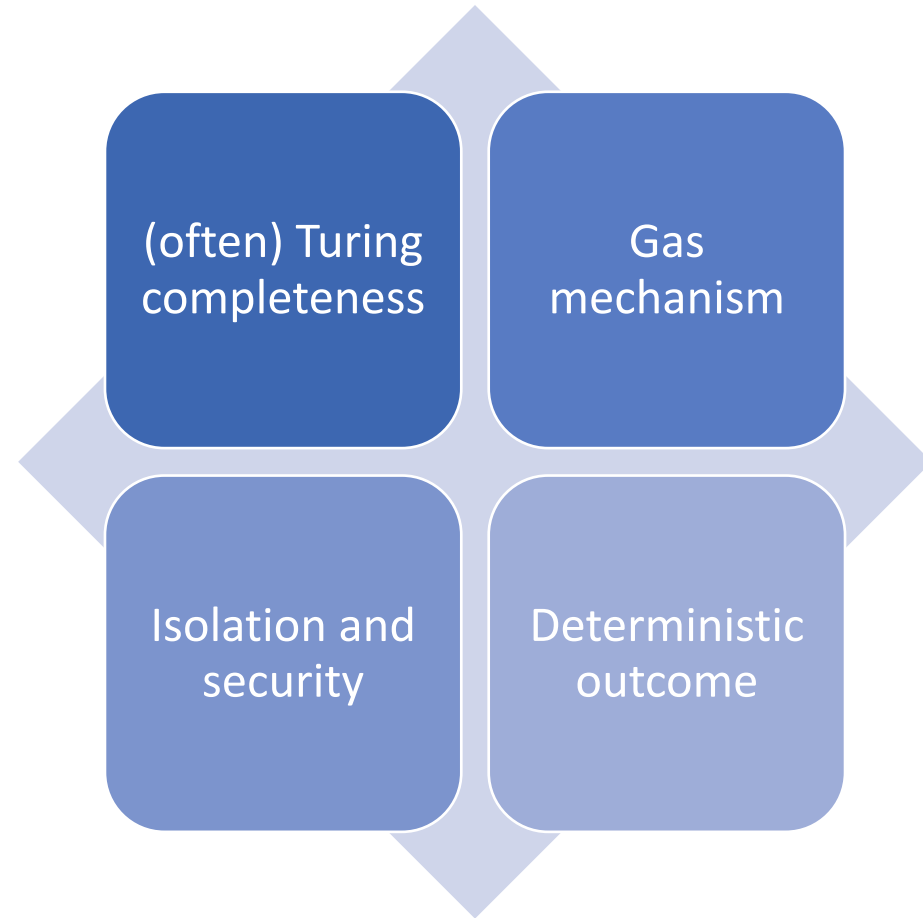 (often) Turing
completeness
Gas
mechanism
Isolation and
security
Deterministic
outcome